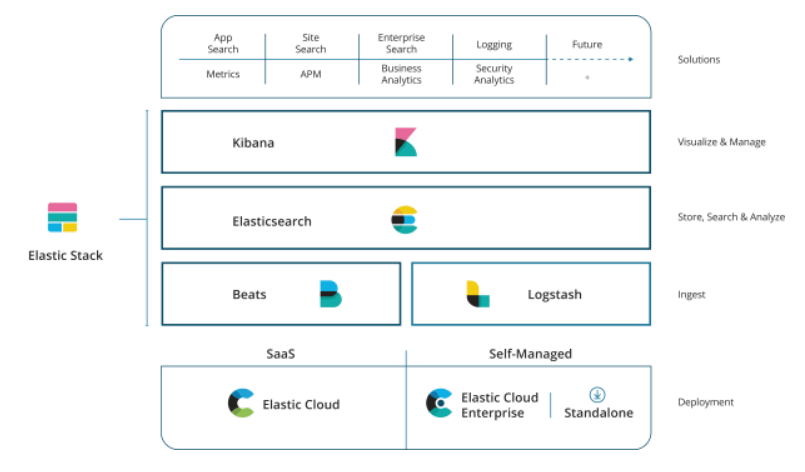 App Search
Site Search
Enterprise Search
Logging
Future
Solutions
Metrics
APM
Business Analytics
Security Analytics
Kibana
Visualize & Manage
Elasticsearch
Store, Search & Analyze
Elastic Stack
Beats
Logstash
Ingest
SaaS
Self-Managed
Elastic Cloud
Elastic Cloud Enterprise
Standalone
Deployment